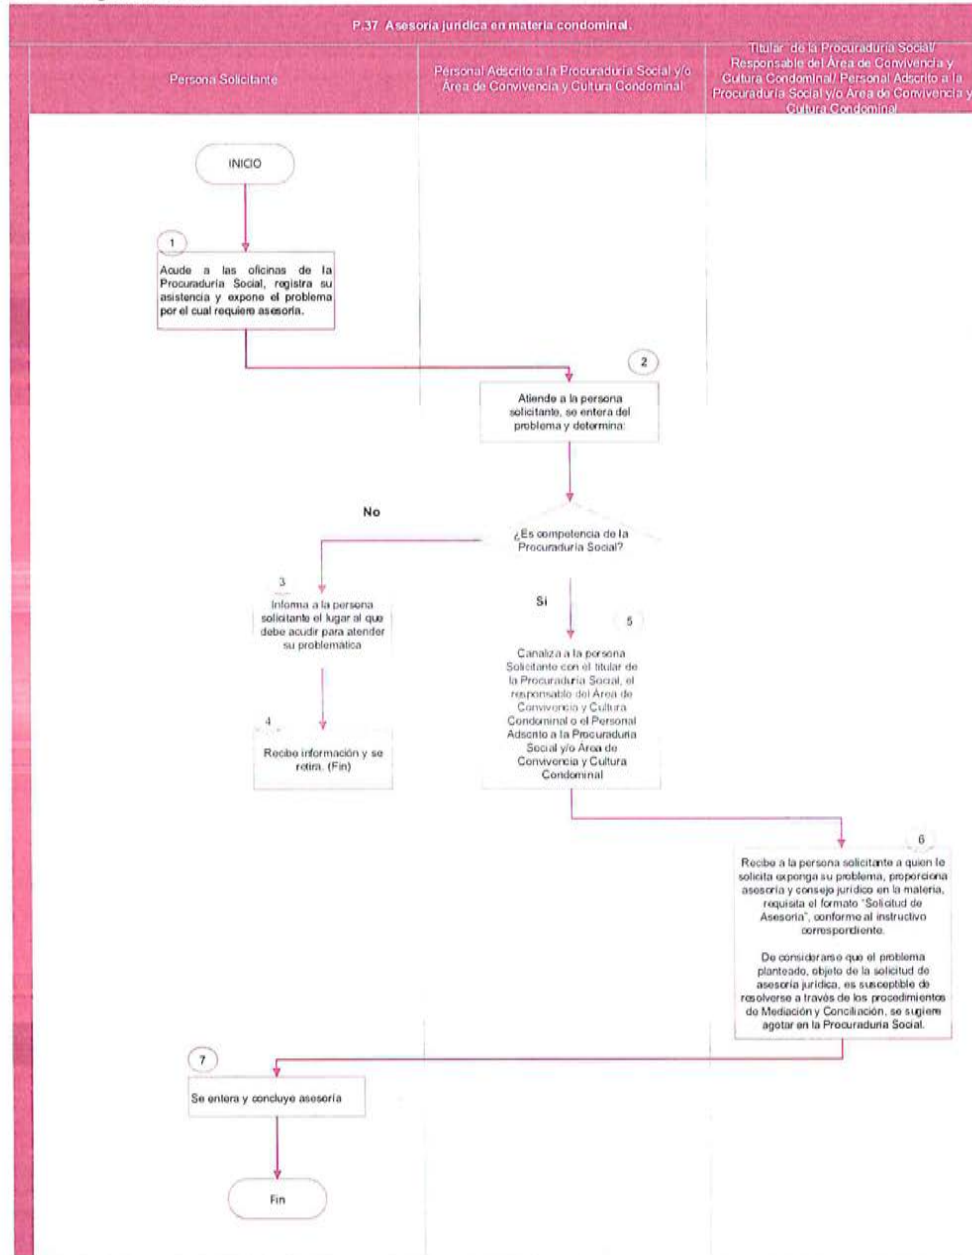 P.37 Asesoría jurídica en materia condominal.
Persona Solicitante
Personal Adscrito a la Procuraduría Social y/o
Área de Convivencia y Cultura Condominal
Titular de la Procuraduría Social/
Responsable del Área de Convivencia y
Cultura Condominal/ Personal Adscrito a la
Procuraduría Social y/o Área de Convivencia y
Cultura Condominal
INICIO
1
Acude a las oficinas de la
Procuraduría Social, registra su
asistencia y expone el problema
por el cual requiere asesoría.
2
Atiende a la persona
solicitante, se entera del
problema y determina:
¿Es competencia de la
Procuraduría Social?
No
3
Informa a la persona
solicitante el lugar al que
debe acudir para atender
su problemática
4
Recibe información y se
retira. (Fin)
Si
5
Canaliza a la persona
Solicitante con el titular de
la Procuraduría Social, el
responsable del Área de
Convivencia y Cultura
Condominal o el Personal
Adscrito a la Procuraduría
Social y/o Área de
Convivencia y Cultura
Condominal
6
Recibe a la persona solicitante a quien le
solicita exponga su problema, proporciona
asesoría y consejo jurídico en la materia,
requisita el formato "Solicitud de
Asesoría", conforme al instructivo
correspondiente.
De considerarse que el problema
planteado, objeto de la solicitud de
asesoría jurídica, es susceptible de
resolverse a través de los procedimientos
de Mediación y Conciliación, se sugiere
agotar en la Procuraduría Social.
7
Se entera y concluye asesoría
Fin